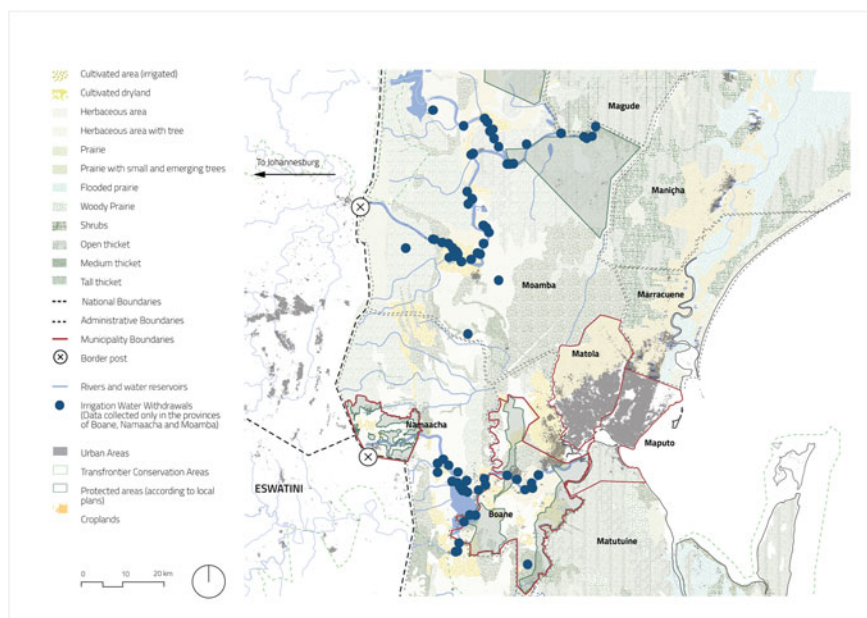 Cultivated area (irrigated)
Cultivated dryland
Herbaceous area
Herbaceous area with tree
Prairie
Prairie with small and emerging trees
Flooded prairie
Woody Prairie
Shrubs
Open thicket
Medium thicket
Tall thicket
National Boundaries
Administrative Boundaries
Municipality Boundaries
Border post
Rivers and water reservoirs
Irrigation Water Withdrawals
(Data collected only in the provinces
of Boane, Namaacha and Moamba)
Urban Areas
Transfrontier Conservation Areas
Protected areas (according to local
plans)
Croplands
0 10 20 km
To Johannesburg
ESWATINI
Magude
Maniçha
Moamba
Marracuene
Matola
Maputo
Namaacha
Boane
Matutuine